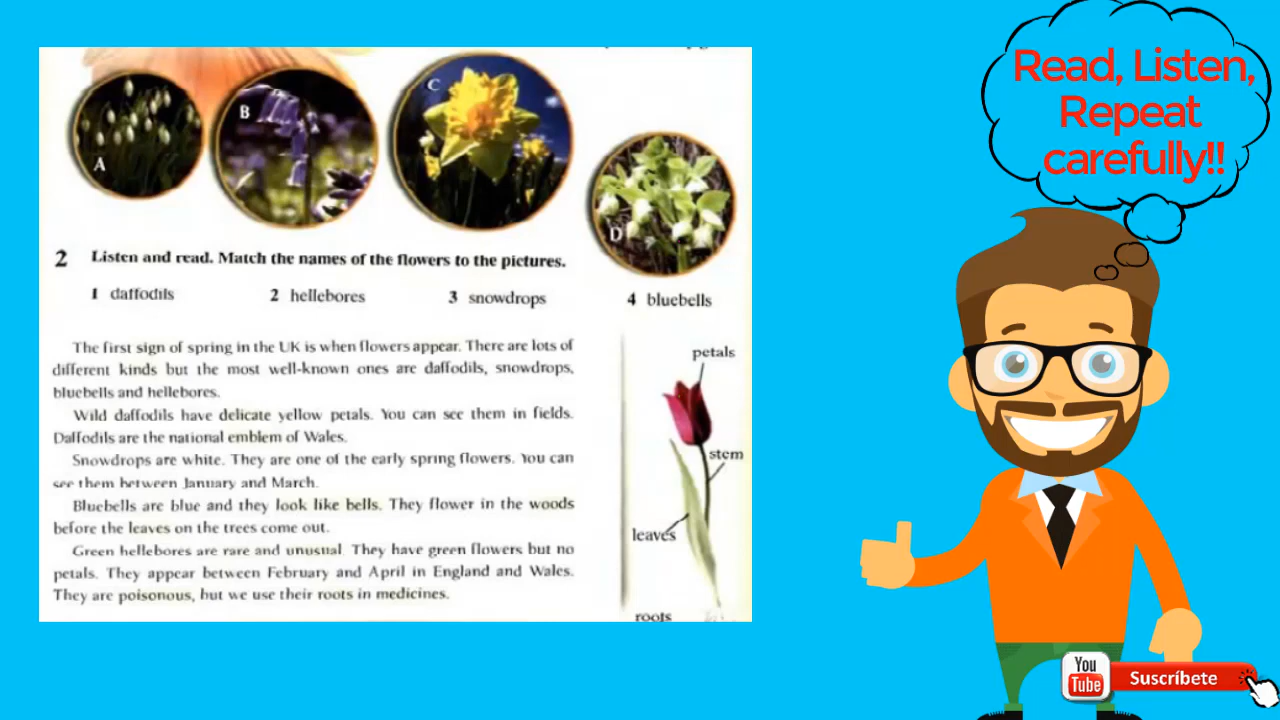 Read, Listen,
Repeat
carefully!!
A
B
C
D
2 Listen and read. Match the names of the flowers to the pictures.
1 daffodils 2 hellebores 3 snowdrops 4 bluebells
The first sign of spring in the UK is when flowers appear. There are lots of
different kinds but the most well-known ones are daffodils, snowdrops,
bluebells and hellebores.
Wild daffodils have delicate yellow petals. You can see them in fields.
Daffodils are the national emblem of Wales.
Snowdrops are white. They are one of the early spring flowers. You can
see them between January and March.
Bluebells are blue and they look like bells. They flower in the woods
before the leaves on the trees come out.
Green hellebores are rare and unusual. They have green flowers but no
petals. They appear between February and April in England and Wales.
They are poisonous, but we use their roots in medicines.
petals
stem
leaves
roots
You
Tube
Suscríbete